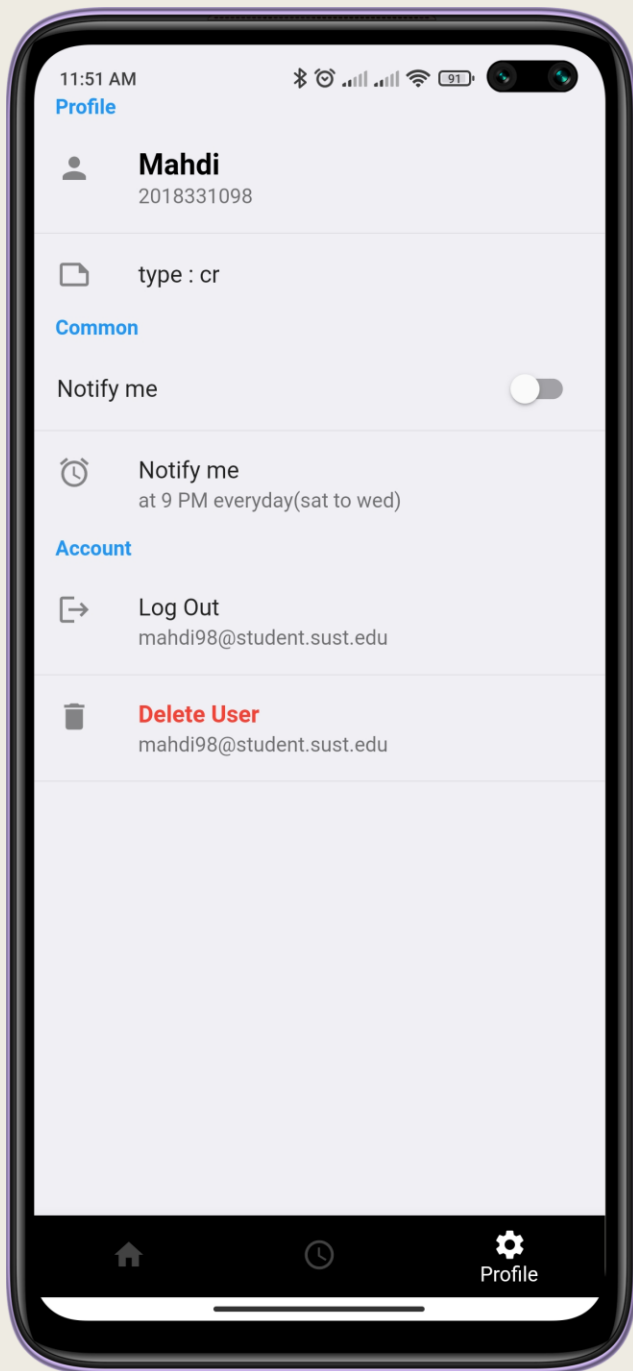 11:51 AM 91
Profile
Mahdi
2018331098
type : cr
Common
Notify me
Notify me
at 9 PM everyday(sat to wed)
Account
Log Out
mahdi98@student.sust.edu
Delete User
mahdi98@student.sust.edu
Profile